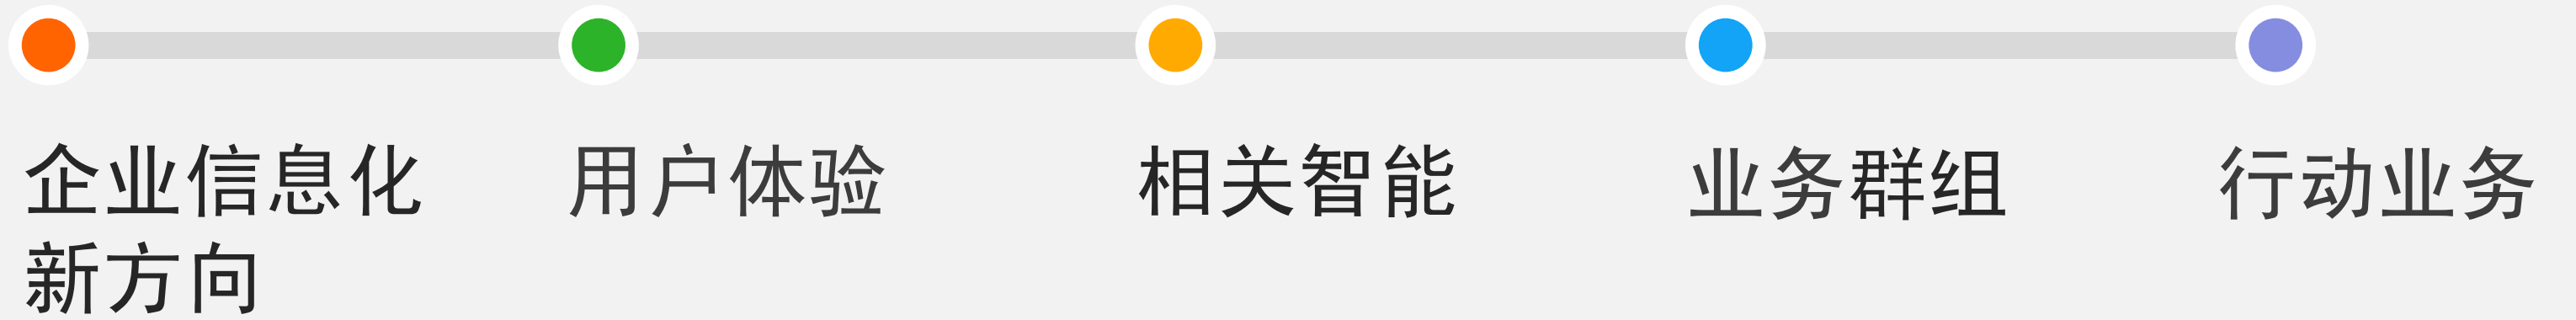 企业信息化
新方向
用户体验
相关智能
业务群组
行动业务